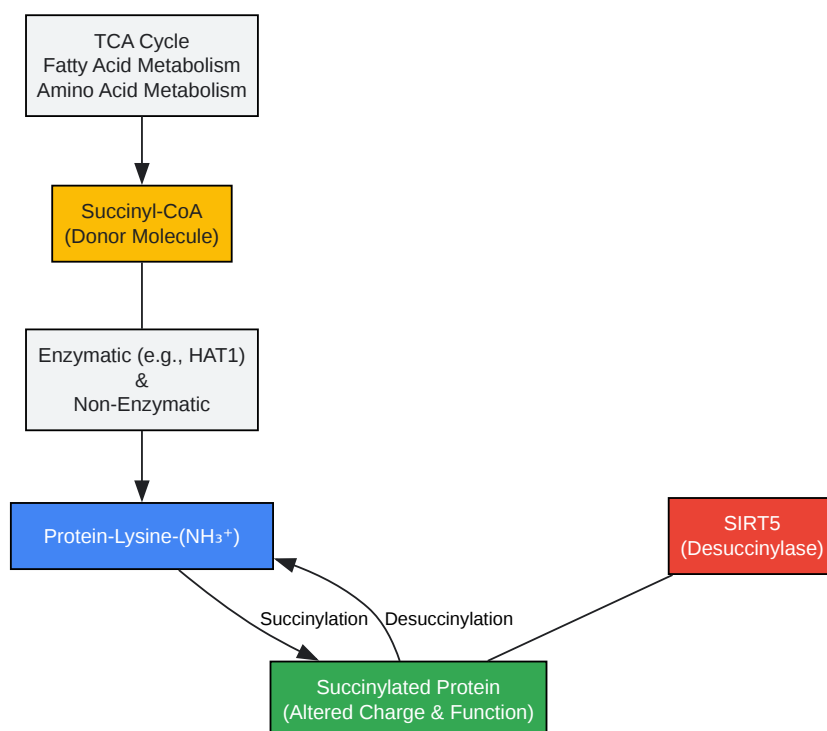 TCA Cycle
Fatty Acid Metabolism
Amino Acid Metabolism
Succinyl-CoA
(Donor Molecule)
Enzymatic (e.g., HAT1)
&
Non-Enzymatic
Protein-Lysine-(NH₃⁺)
SIRT5
(Desuccinylase)
Succinylation
Desuccinylation
Succinylated Protein
(Altered Charge & Function)